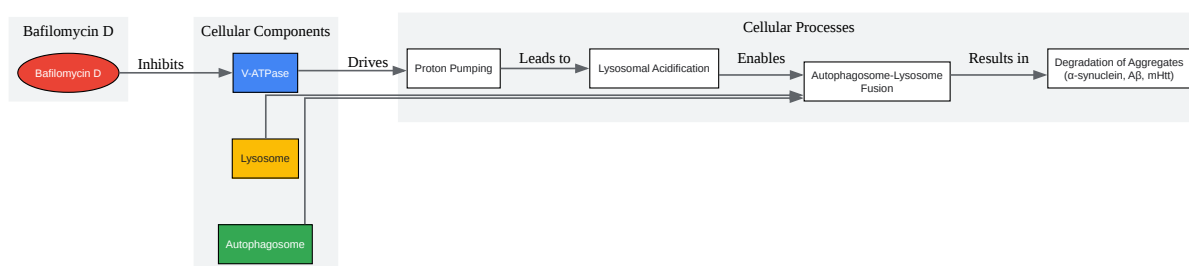 Bafilomycin D
Cellular Components
Cellular Processes
Bafilomycin D
Inhibits
V-ATPase
Drives
Proton Pumping
Leads to
Lysosomal Acidification
Enables
Autophagosome-Lysosome
Fusion
Results in
Degradation of Aggregates
(α-synuclein, Aβ, mHtt)
Lysosome
Autophagosome